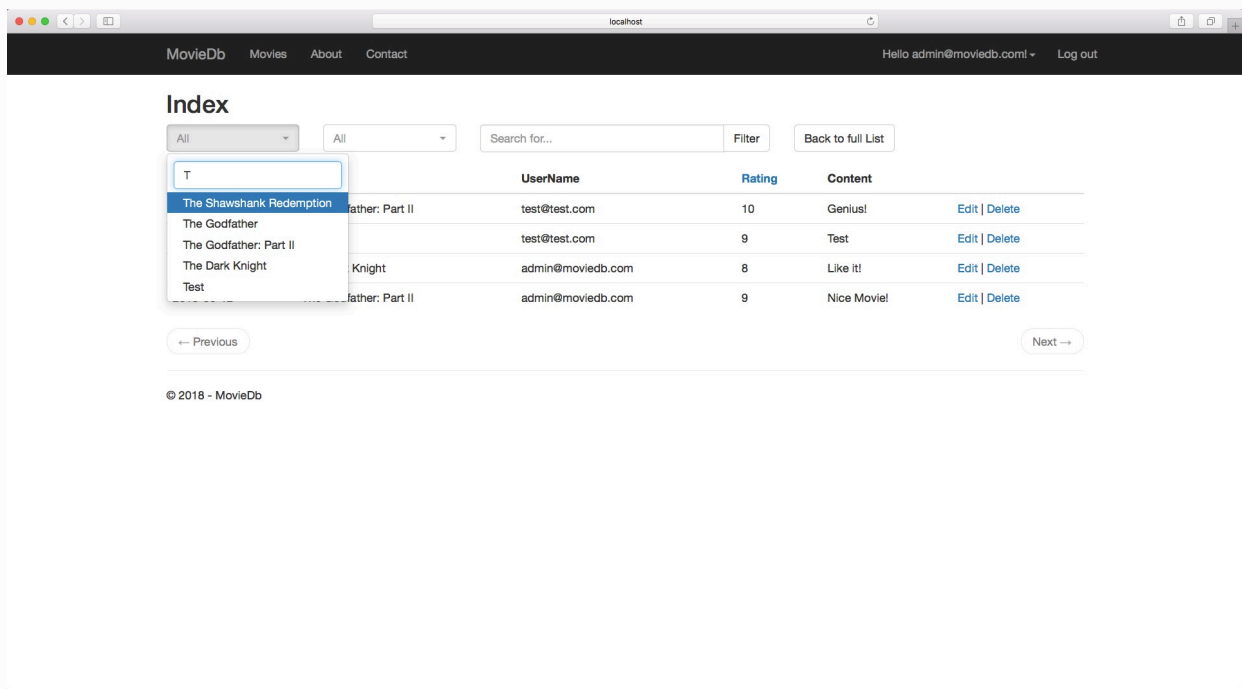 localhost
MovieDb Movies About Contact Hello admin@moviedb.com! Log out
Index
All All Search for... Filter Back to full List
T
UserName Rating Content
The Shawshank Redemption father: Part II test@test.com 10 Genius! Edit | Delete
The Godfather
The Godfather: Part II test@test.com 9 Test Edit | Delete
The Dark Knight Knight admin@moviedb.com 8 Like it! Edit | Delete
Test
father: Part II admin@moviedb.com 9 Nice Movie! Edit | Delete
← Previous Next →
© 2018 - MovieDb